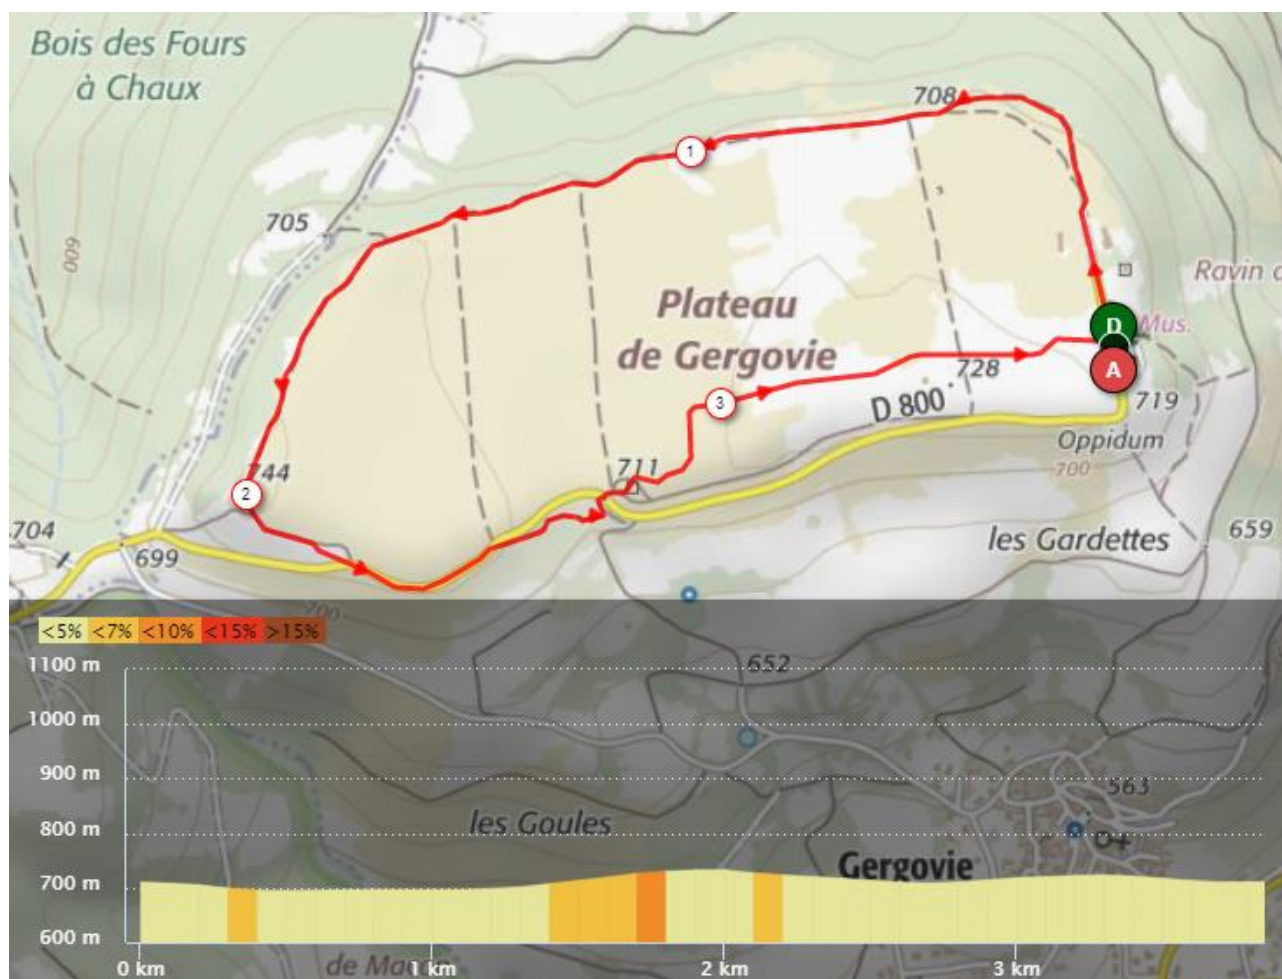 Bois des Fours
à Chaux
708
1
705
600
Ravin d
Plateau
de Gergovie
D
Mus.
A
728
3
D 800
719
Oppidum
700
711
744
2
704
699
659
les Gardettes
700
<5% <7% <10% <15% >15%
1100 m
652
1000 m
900 m
563
les Goules
800 m
Gergovie
700 m
600 m
0 km 1 km 2 km 3 km